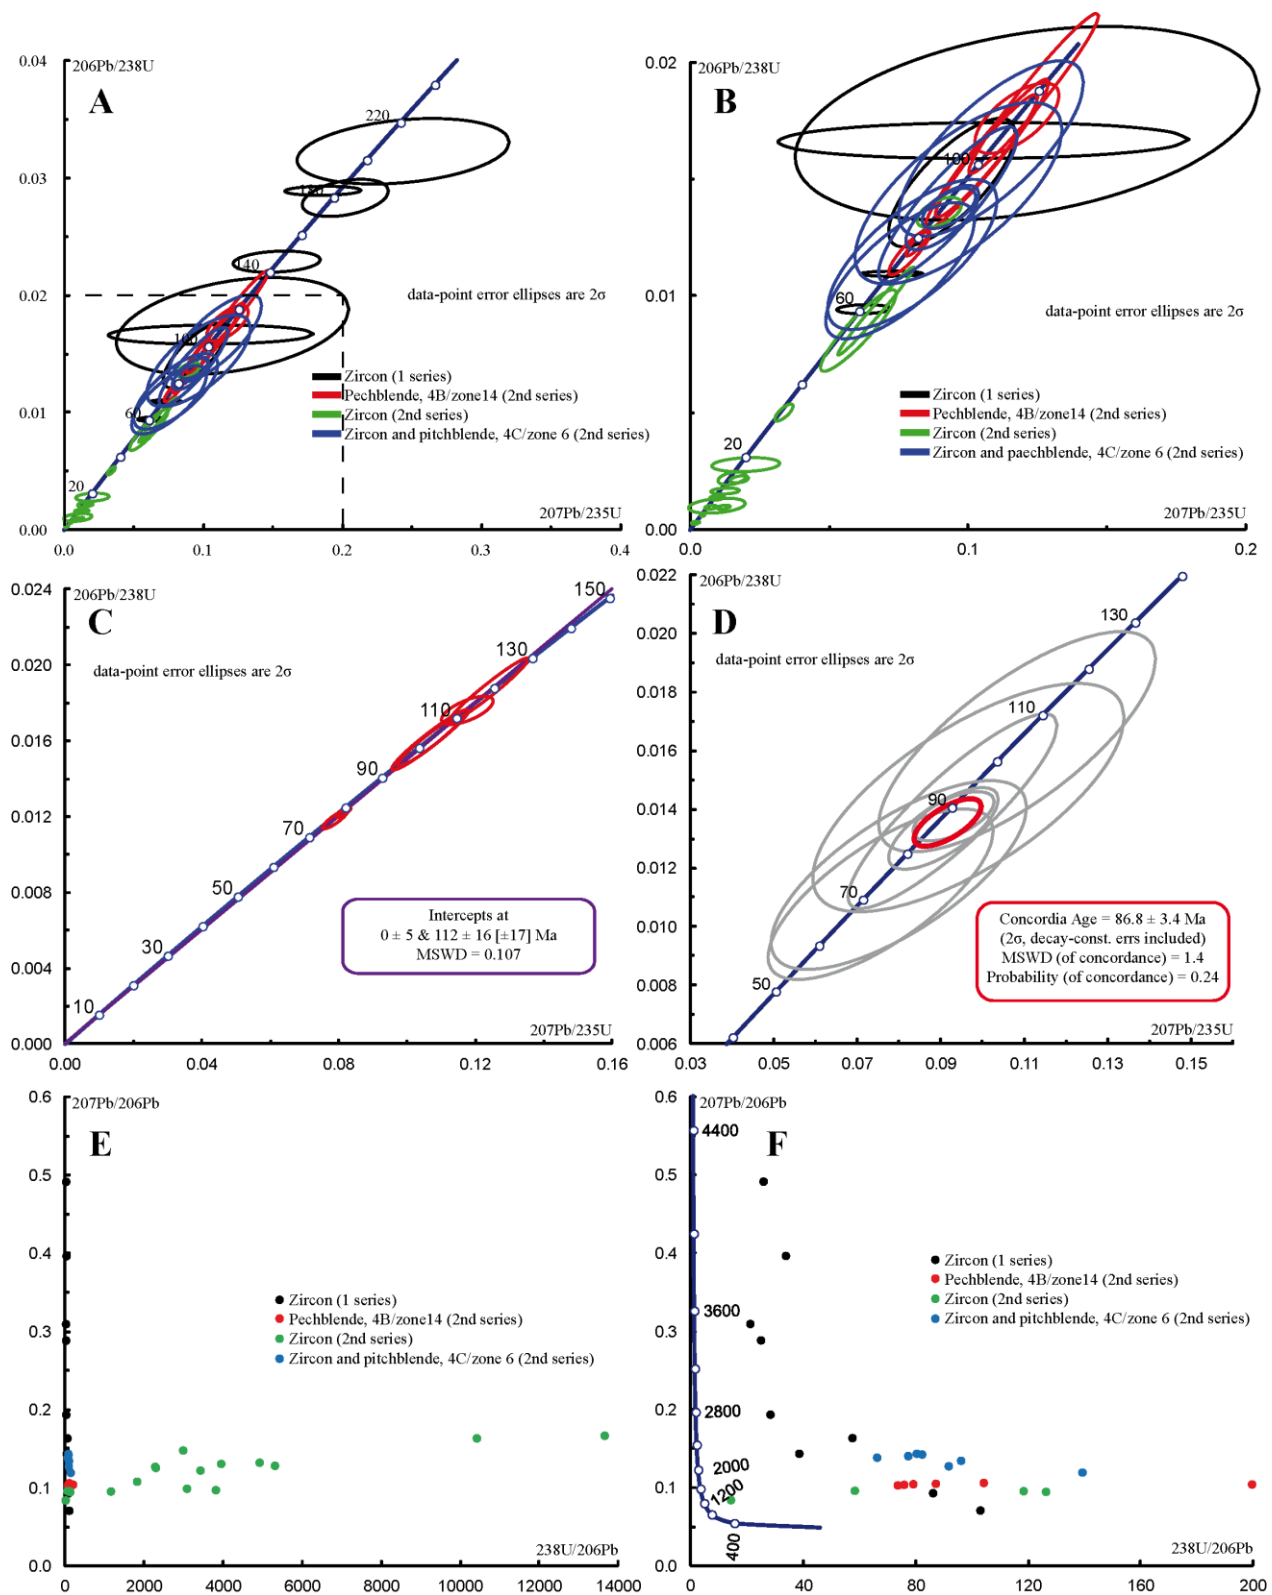 0.04
206Pb/238U
A
220
0.03
180
140
0.02
data-point error ellipses are 2σ
100
Zircon (1 series)
Pechblende, 4B/zone14 (2nd series)
0.01
60
Zircon (2nd series)
Zircon and pitchblende, 4C/zone 6 (2nd series)
20
207Pb/235U
0.00
0.0 0.1 0.2 0.3 0.4
0.02
206Pb/238U
B
100
0.01
60
data-point error ellipses are 2σ
Zircon (1 series)
Pechblende, 4B/zone14 (2nd series)
Zircon (2nd series)
Zircon and paechblende, 4C/zone 6 (2nd series)
20
207Pb/235U
0.00
0.0 0.1 0.2
0.024
206Pb/238U
150
C
0.020
130
data-point error ellipses are 2σ
0.016
110
90
0.012
70
0.008
50
Intercepts at
0 ± 5 & 112 ± 16 [±17] Ma
MSWD = 0.107
0.004
30
10
207Pb/235U
0.000
0.00 0.04 0.08 0.12 0.16
0.022
206Pb/238U
D
130
0.020
data-point error ellipses are 2σ
0.018
110
0.016
0.014
90
0.012
70
0.010
Concordia Age = 86.8 ± 3.4 Ma
(2σ, decay-const. errs included)
MSWD (of concordance) = 1.4
Probability (of concordance) = 0.24
0.008
50
207Pb/235U
0.006
0.03 0.05 0.07 0.09 0.11 0.13 0.15
0.6
207Pb/206Pb
E
0.5
0.4
Zircon (1 series)
Pechblende, 4B/zone14 (2nd series)
0.3
Zircon (2nd series)
Zircon and pitchblende, 4C/zone 6 (2nd series)
0.2
0.1
238U/206Pb
0.0
0 2000 4000 6000 8000 10000 12000 14000
0.6
207Pb/206Pb
4400
F
0.5
0.4
Zircon (1 series)
Pechblende, 4B/zone14 (2nd series)
Zircon (2nd series)
Zircon and pitchblende, 4C/zone 6 (2nd series)
3600
0.3
0.2
2800
2000
1200
0.1
400
238U/206Pb
0.0
0 40 80 120 160 200